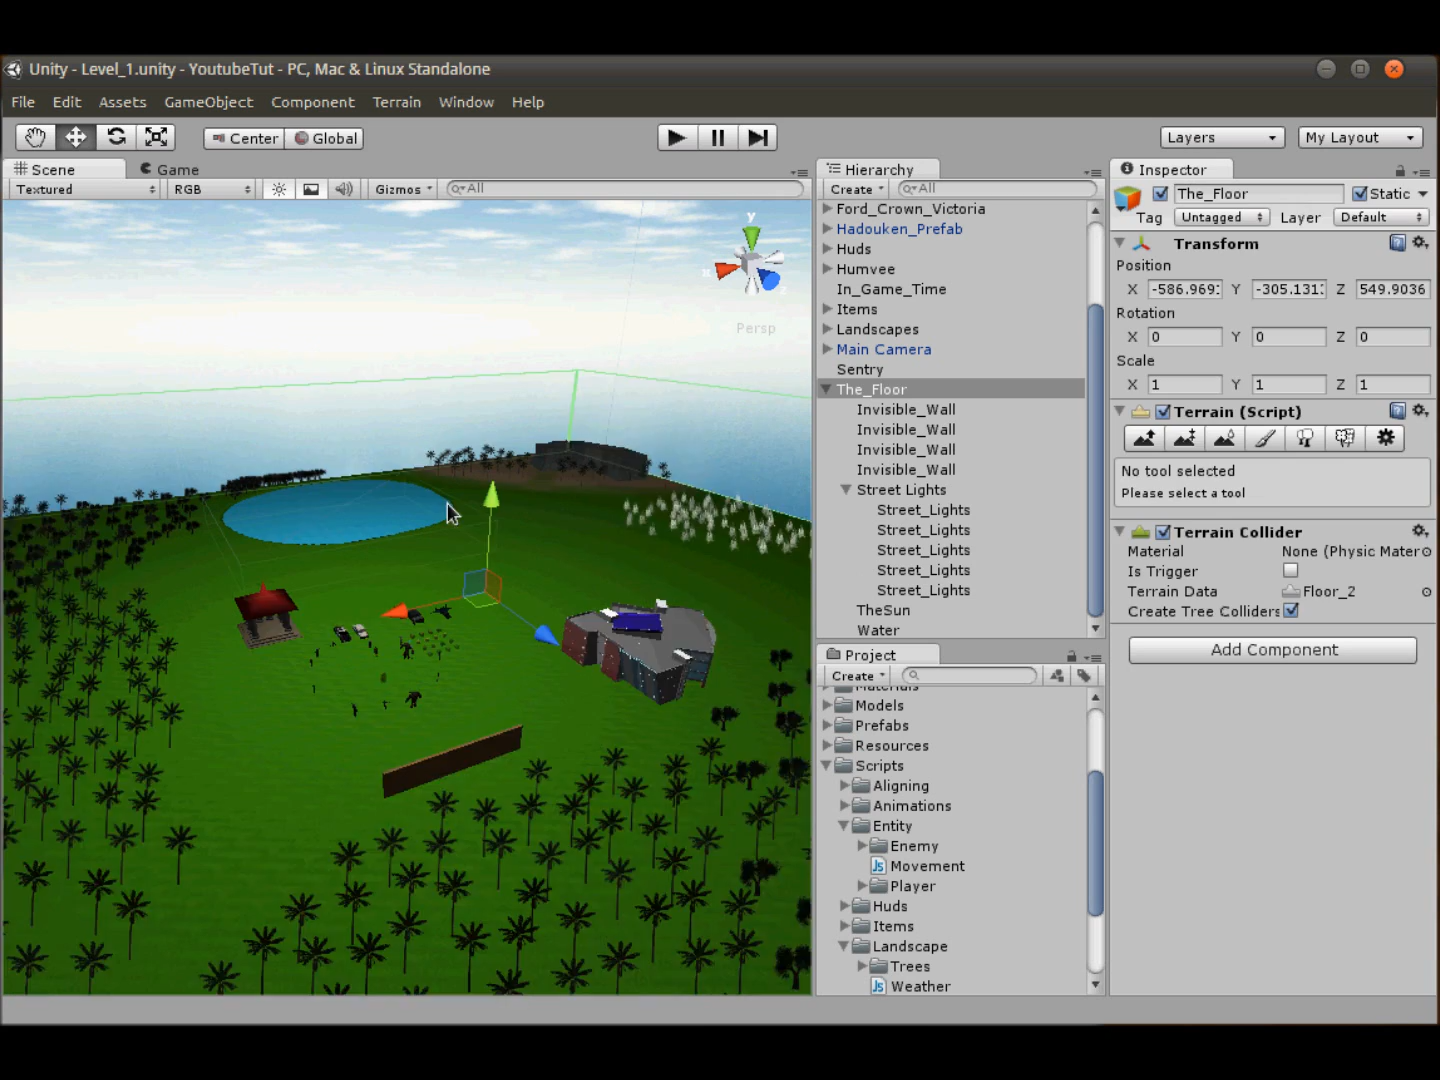 Unity - Level_1.unity - YoutubeTut - PC, Mac & Linux Standalone
File Edit Assets GameObject Component Terrain Window Help
Center Global Layers My Layout
Scene Game
Textured RGB Gizmos All
y
x
Persp
Hierarchy
Create All
Ford_Crown_Victoria
Hadouken_Prefab
Huds
Humvee
In_Game_Time
Items
Landscapes
Main Camera
Sentry
The_Floor
Invisible_Wall
Invisible_Wall
Invisible_Wall
Invisible_Wall
Street Lights
Street_Lights
Street_Lights
Street_Lights
Street_Lights
Street_Lights
TheSun
Water
Project
Create
Materials
Models
Prefabs
Resources
Scripts
Aligning
Animations
Entity
Enemy
Js Movement
Player
Huds
Items
Landscape
Trees
Js Weather
Inspector
The_Floor Static
Tag Untagged Layer Default
Transform
Position
X -586.969 Y -305.131 Z 549.9036
Rotation
X 0 Y 0 Z 0
Scale
X 1 Y 1 Z 1
Terrain (Script)
No tool selected
Please select a tool
Terrain Collider
Material None (Physic Mater
Is Trigger
Terrain Data Floor_2
Create Tree Colliders
Add Component